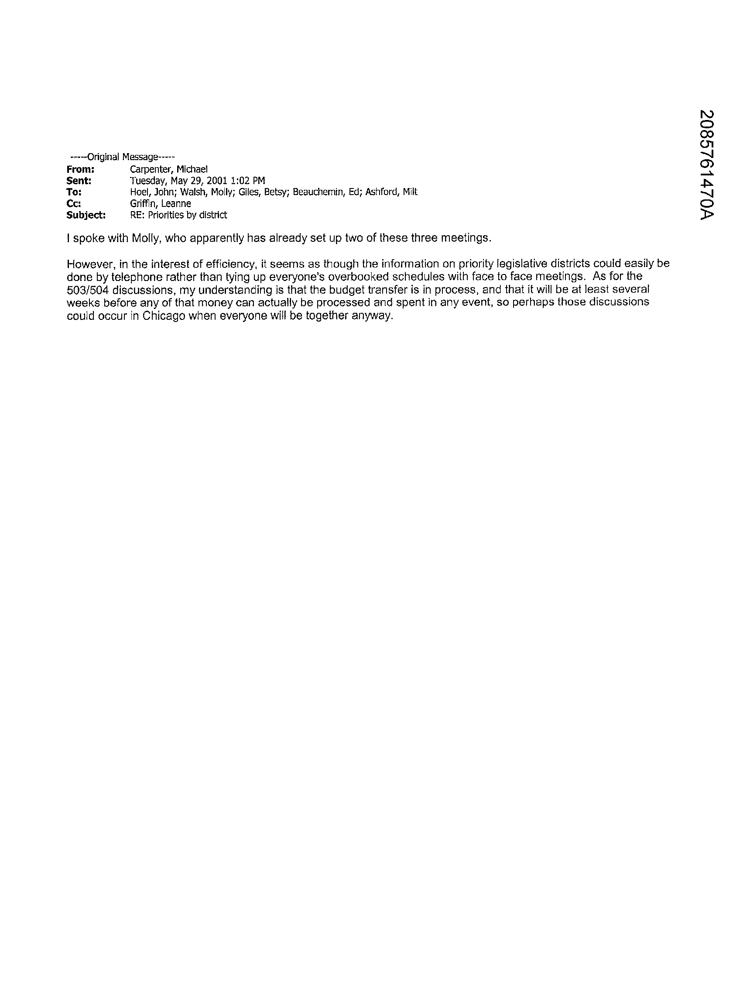 -----Original Message-----
From: Carpenter, Michael
Sent: Tuesday, May 29, 2001 1:02 PM
To: Hoel, John; Walsh, Molly; Giles, Betsy; Beauchemin, Ed; Ashford, Milt
Cc: Griffin, Leanne
Subject: RE: Priorities by district
I spoke with Molly, who apparently has already set up two of these three meetings.
However, in the interest of efficiency, it seems as though the information on priority legislative districts could easily be
done by telephone rather than tying up everyone's overbooked schedules with face to face meetings.  As for the
503/504 discussions, my understanding is that the budget transfer is in process, and that it will be at least several
weeks before any of that money can actually be processed and spent in any event, so perhaps those discussions
could occur in Chicago when everyone will be together anyway.
2085761470A